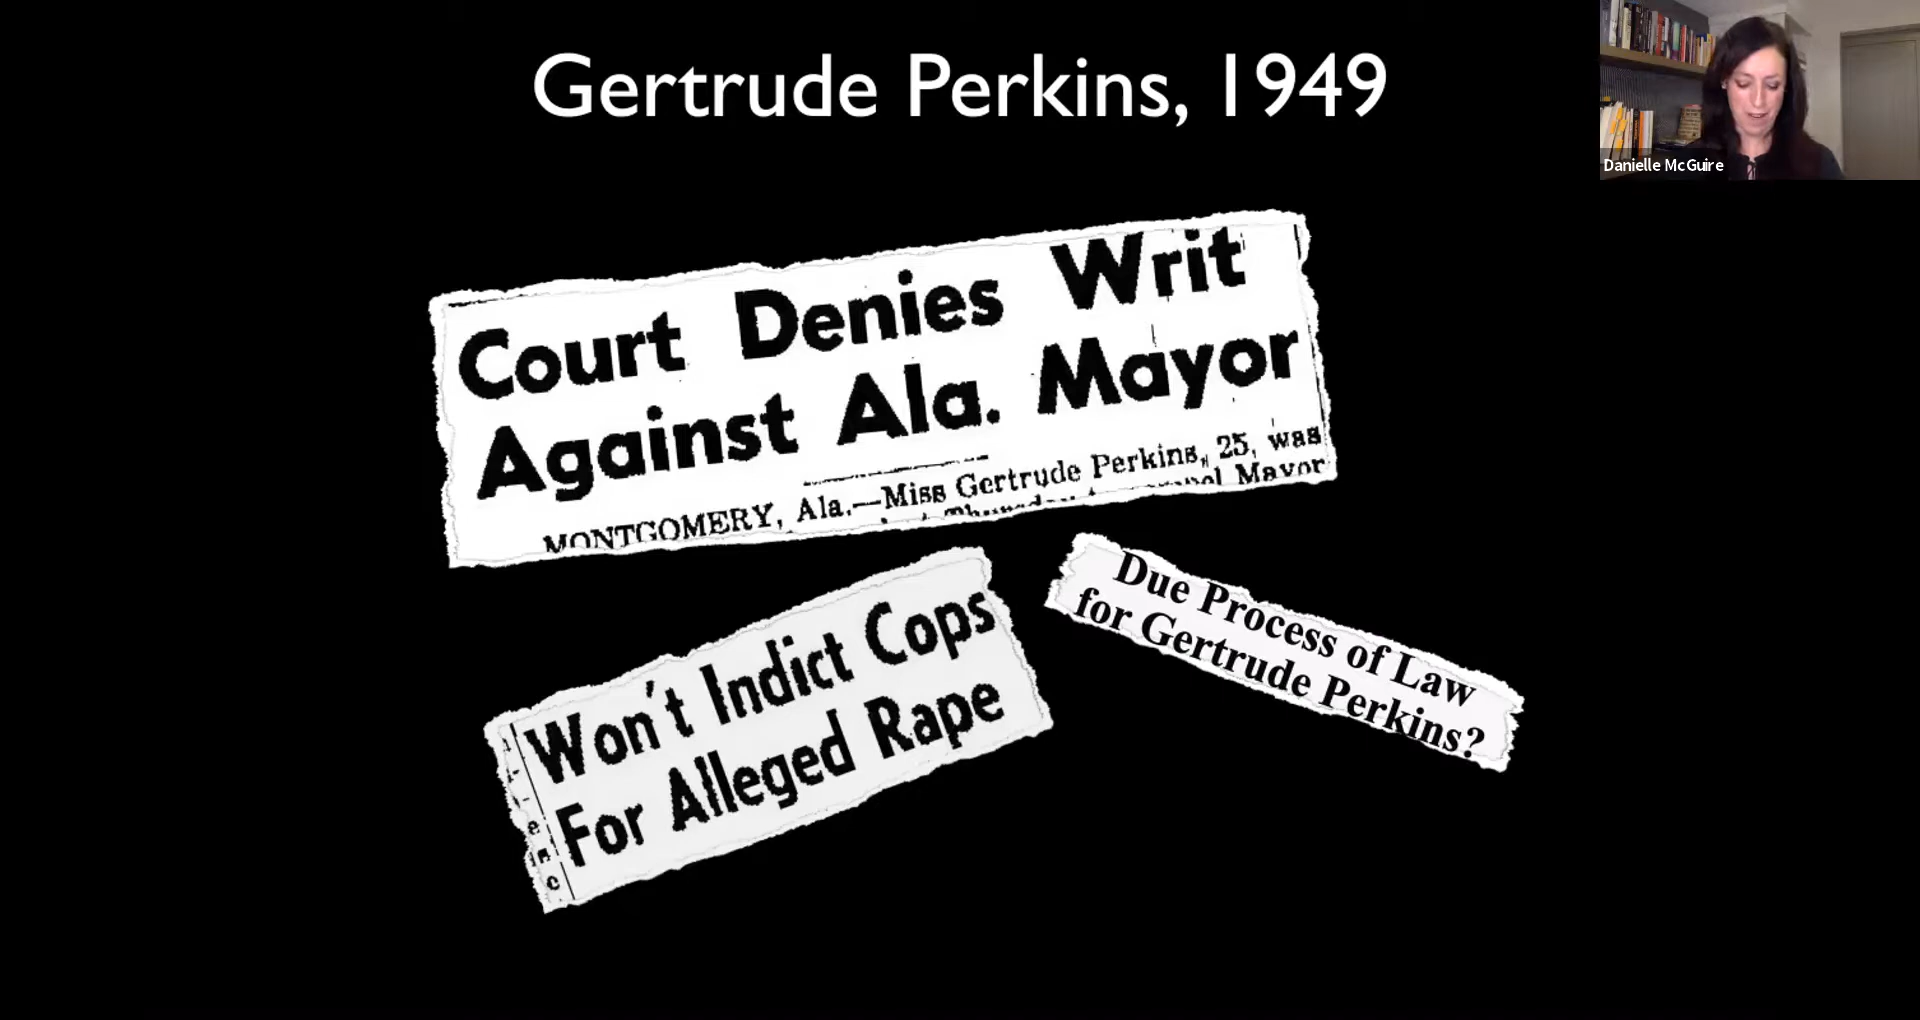 Gertrude Perkins, 1949
Danielle McGuire
Court Denies Writ
Against Ala. Mayor
MONTGOMERY, Ala.—Miss Gertrude Perkins, 25, was
Mayor
Won't Indict Cops
For Alleged Rape
Due Process of Law
for Gertrude Perkins?